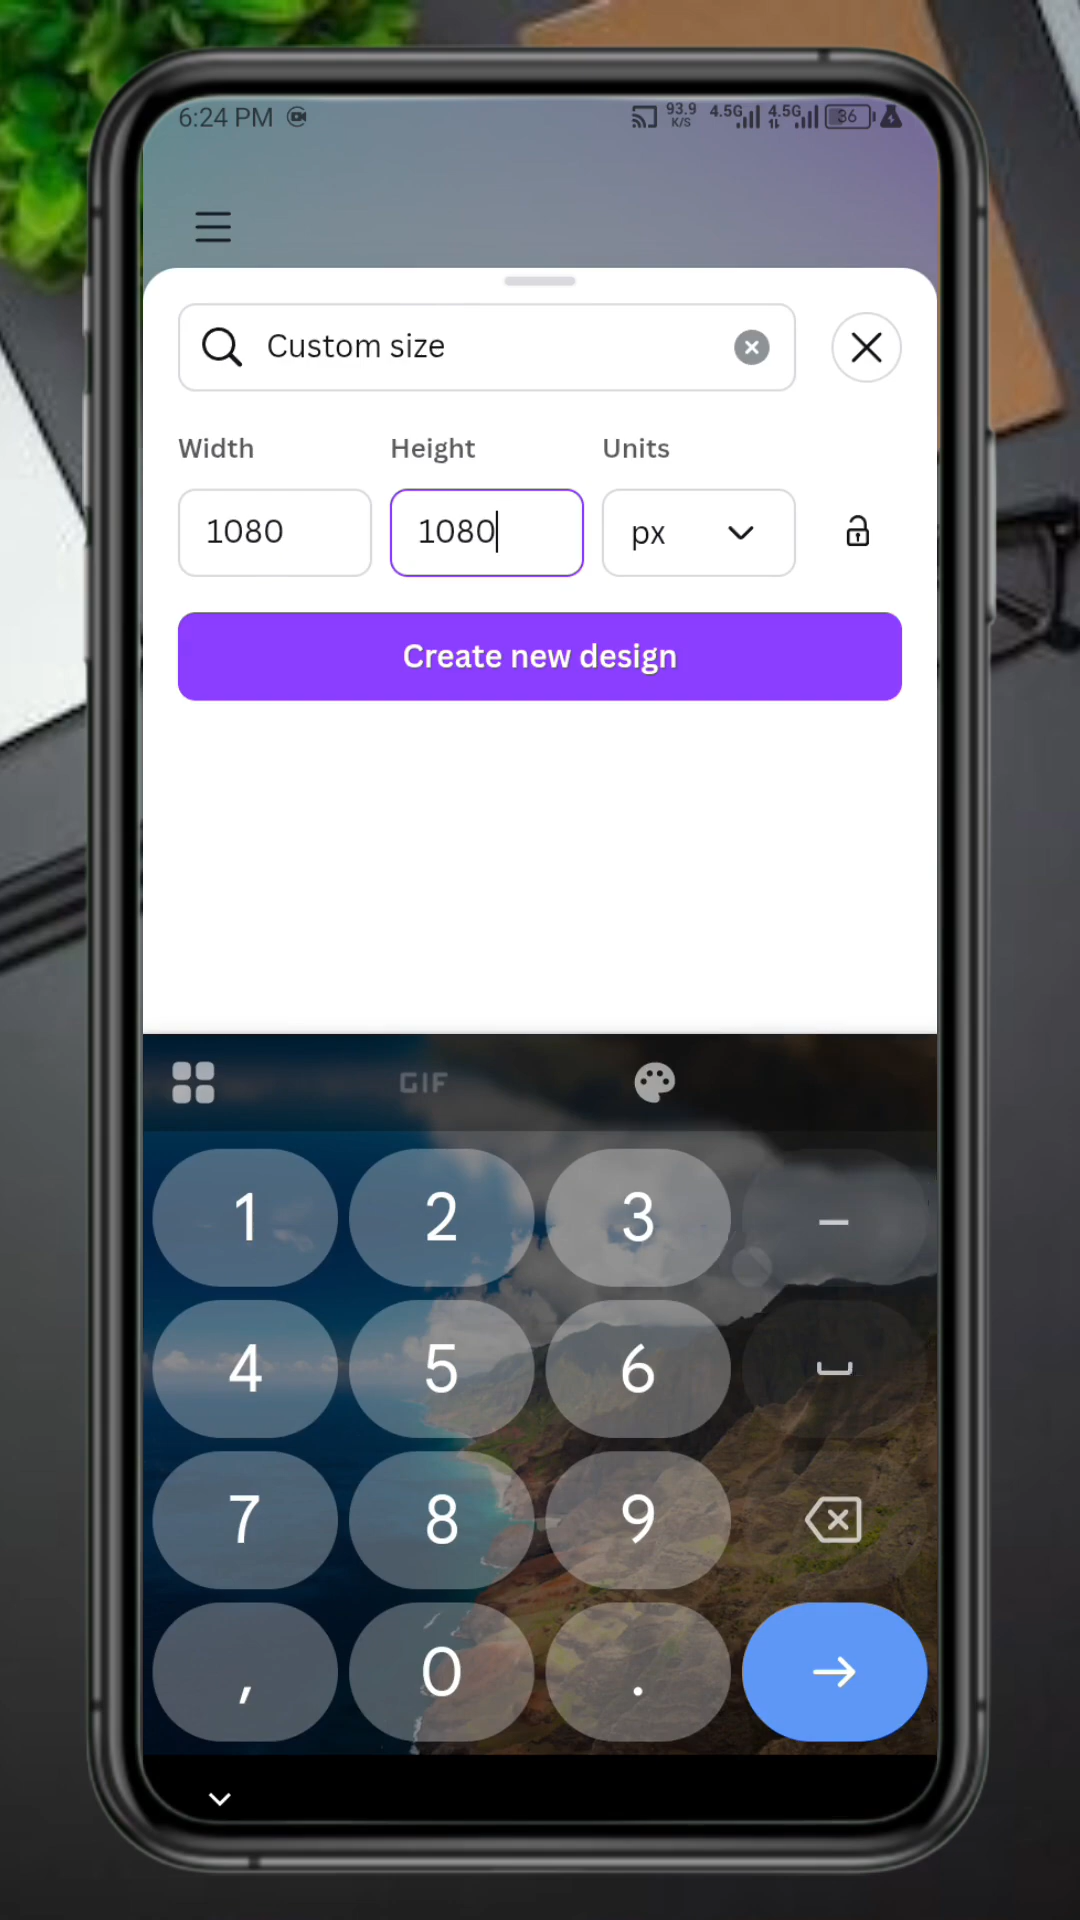 6:24 PM 93.9 K/S 4.5G 4.5G 36
Custom size
Width Height Units
1080 1080 px
Create new design
GIF
1 2 3 –
4 5 6
7 8 9
, 0 .